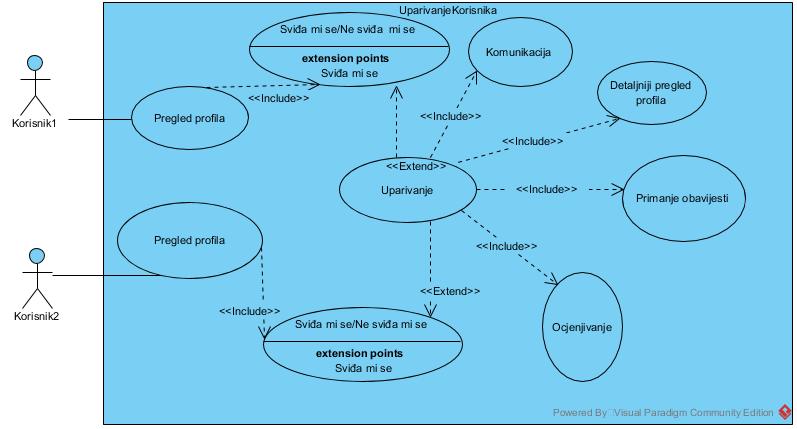 UparivanjeKorisnika
Sviđa mi se/Ne sviđa mi se
extension points
Sviđa mi se
Komunikacija
Detaljniji pregled
profila
<<Include>>
Pregled profila
Korisnik1
<<Include>>
<<Include>>
<<Extend>>
Uparivanje
<<Include>>
Primanje obavijesti
Pregled profila
<<Include>>
Korisnik2
<<Extend>>
<<Include>>
Sviđa mi se/Ne sviđa mi se
extension points
Sviđa mi se
Ocjenjivanje
Powered By Visual Paradigm Community Edition